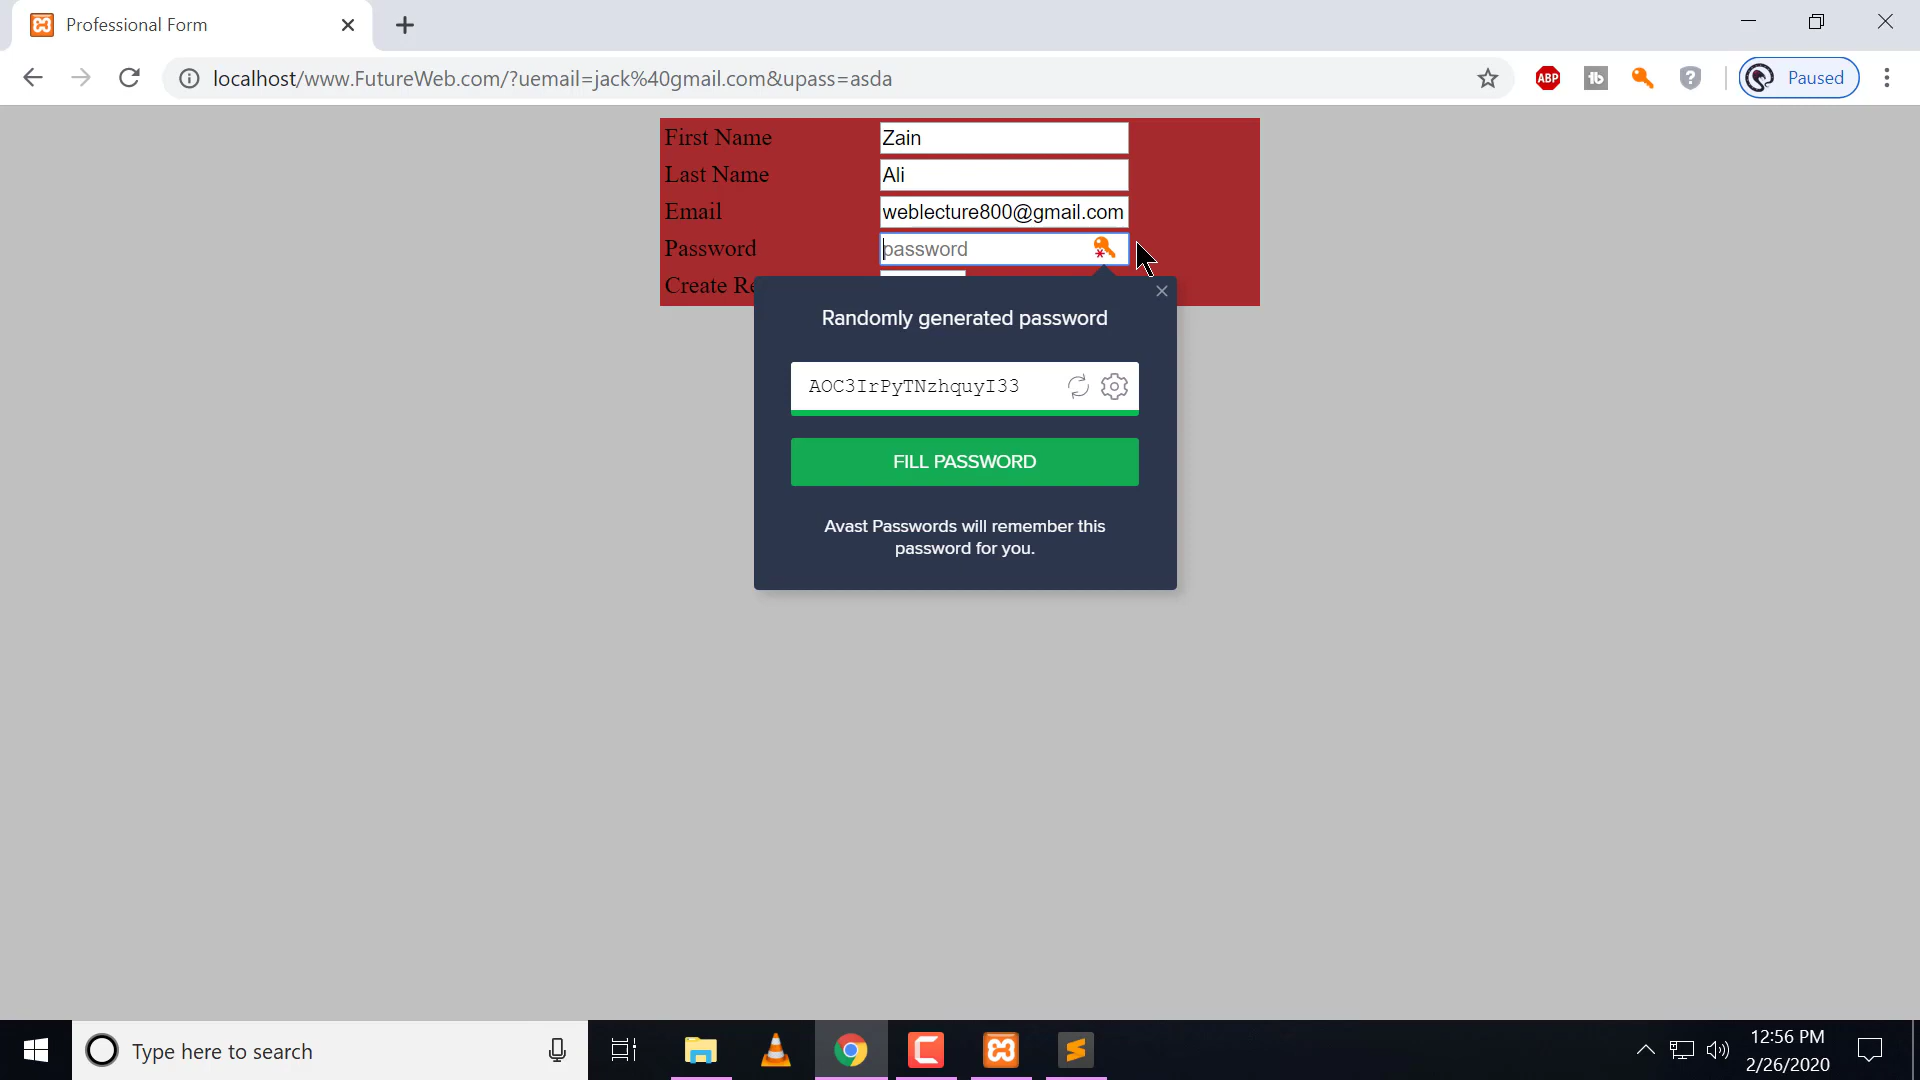 Professional Form
localhost/www.FutureWeb.com/?uemail=jack%40gmail.com&upass=asda
ABP
Paused
First Name
Zain
Last Name
Ali
Email
weblecture800@gmail.com
Password
password
Create Re
Randomly generated password
AOC3IrPyTNzhquyI33
FILL PASSWORD
Avast Passwords will remember this
password for you.
Type here to search
12:56 PM
2/26/2020